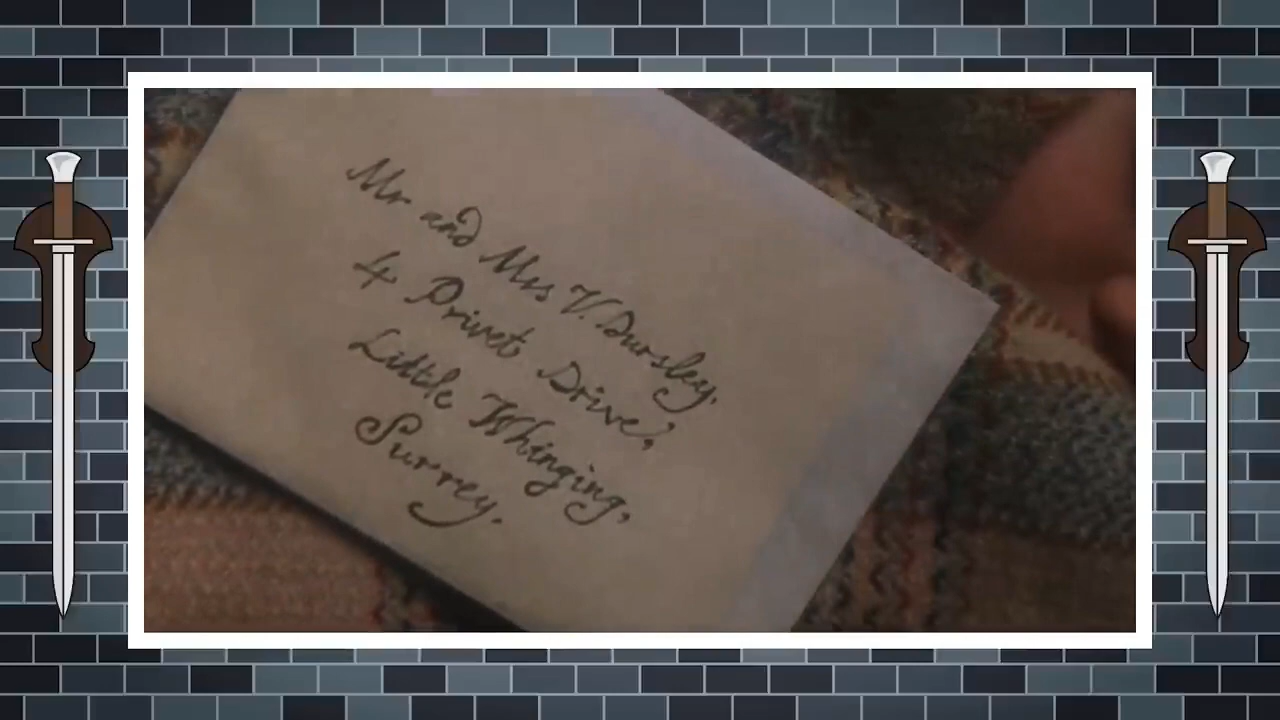 Mr and Mrs V. Dursley,
4 Privet Drive,
Little Whinging,
Surrey.